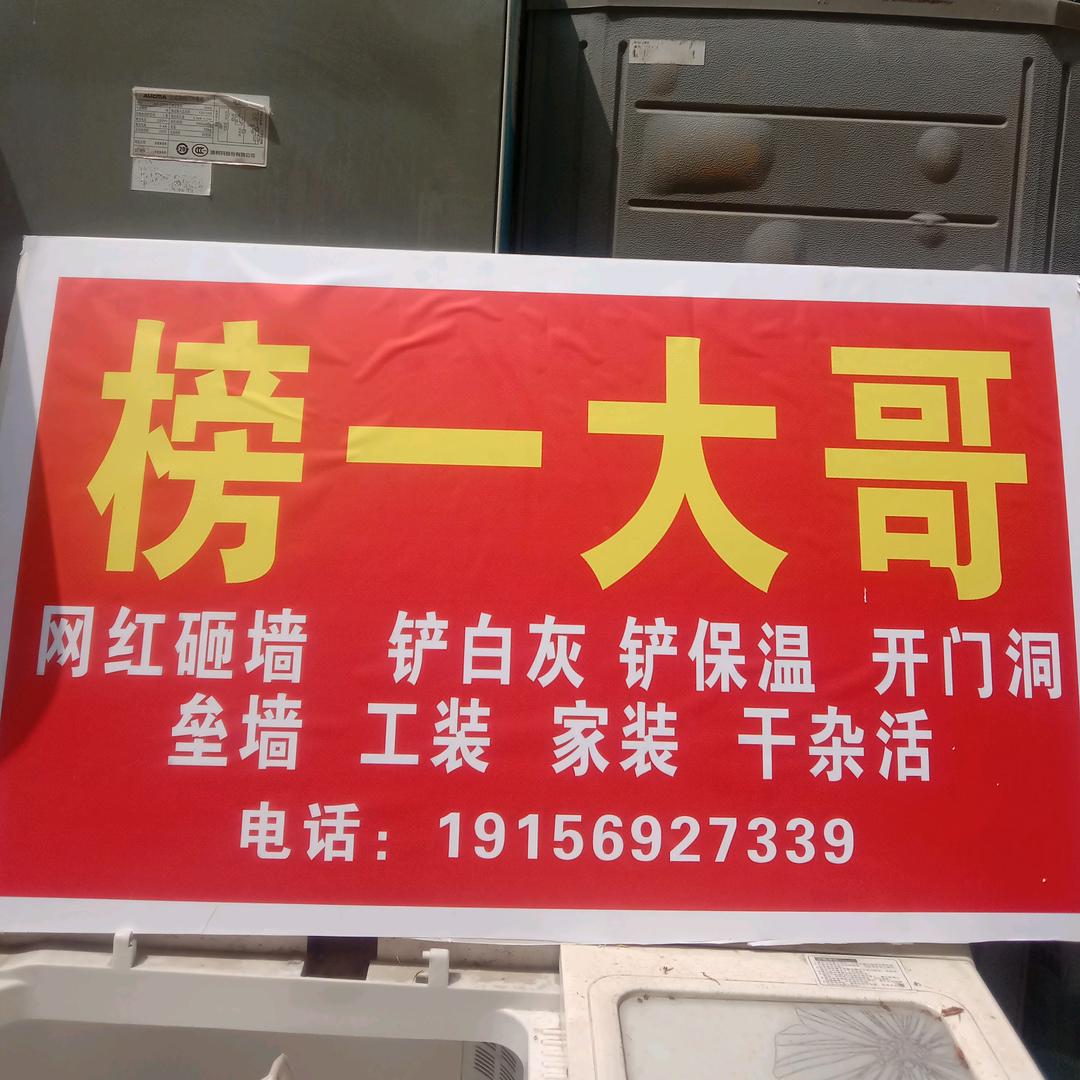 AUCMA
榜一大哥
网红砸墙 铲白灰 铲保温 开门洞
垒墙 工装 家装 干杂活
电话：19156927339